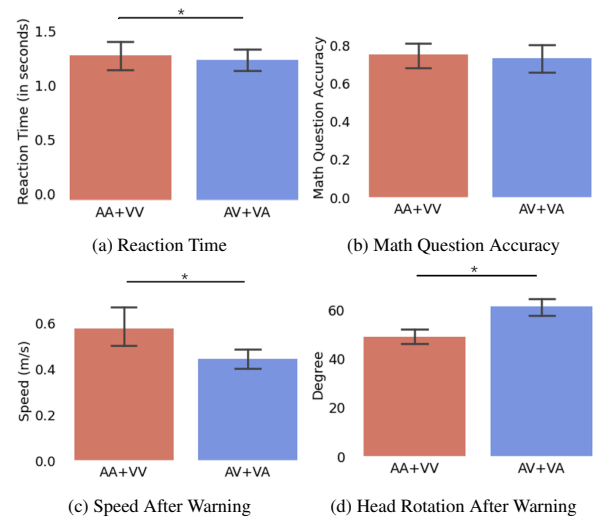 *
Reaction Time (in seconds)
1.5
1.0
0.5
0.0
AA+VV
AV+VA
(a) Reaction Time
Math Question Accuracy
0.8
0.6
0.4
0.2
0.0
AA+VV
AV+VA
(b) Math Question Accuracy
*
Speed (m/s)
0.6
0.4
0.2
0.0
AA+VV
AV+VA
(c) Speed After Warning
*
Degree
60
40
20
0
AA+VV
AV+VA
(d) Head Rotation After Warning